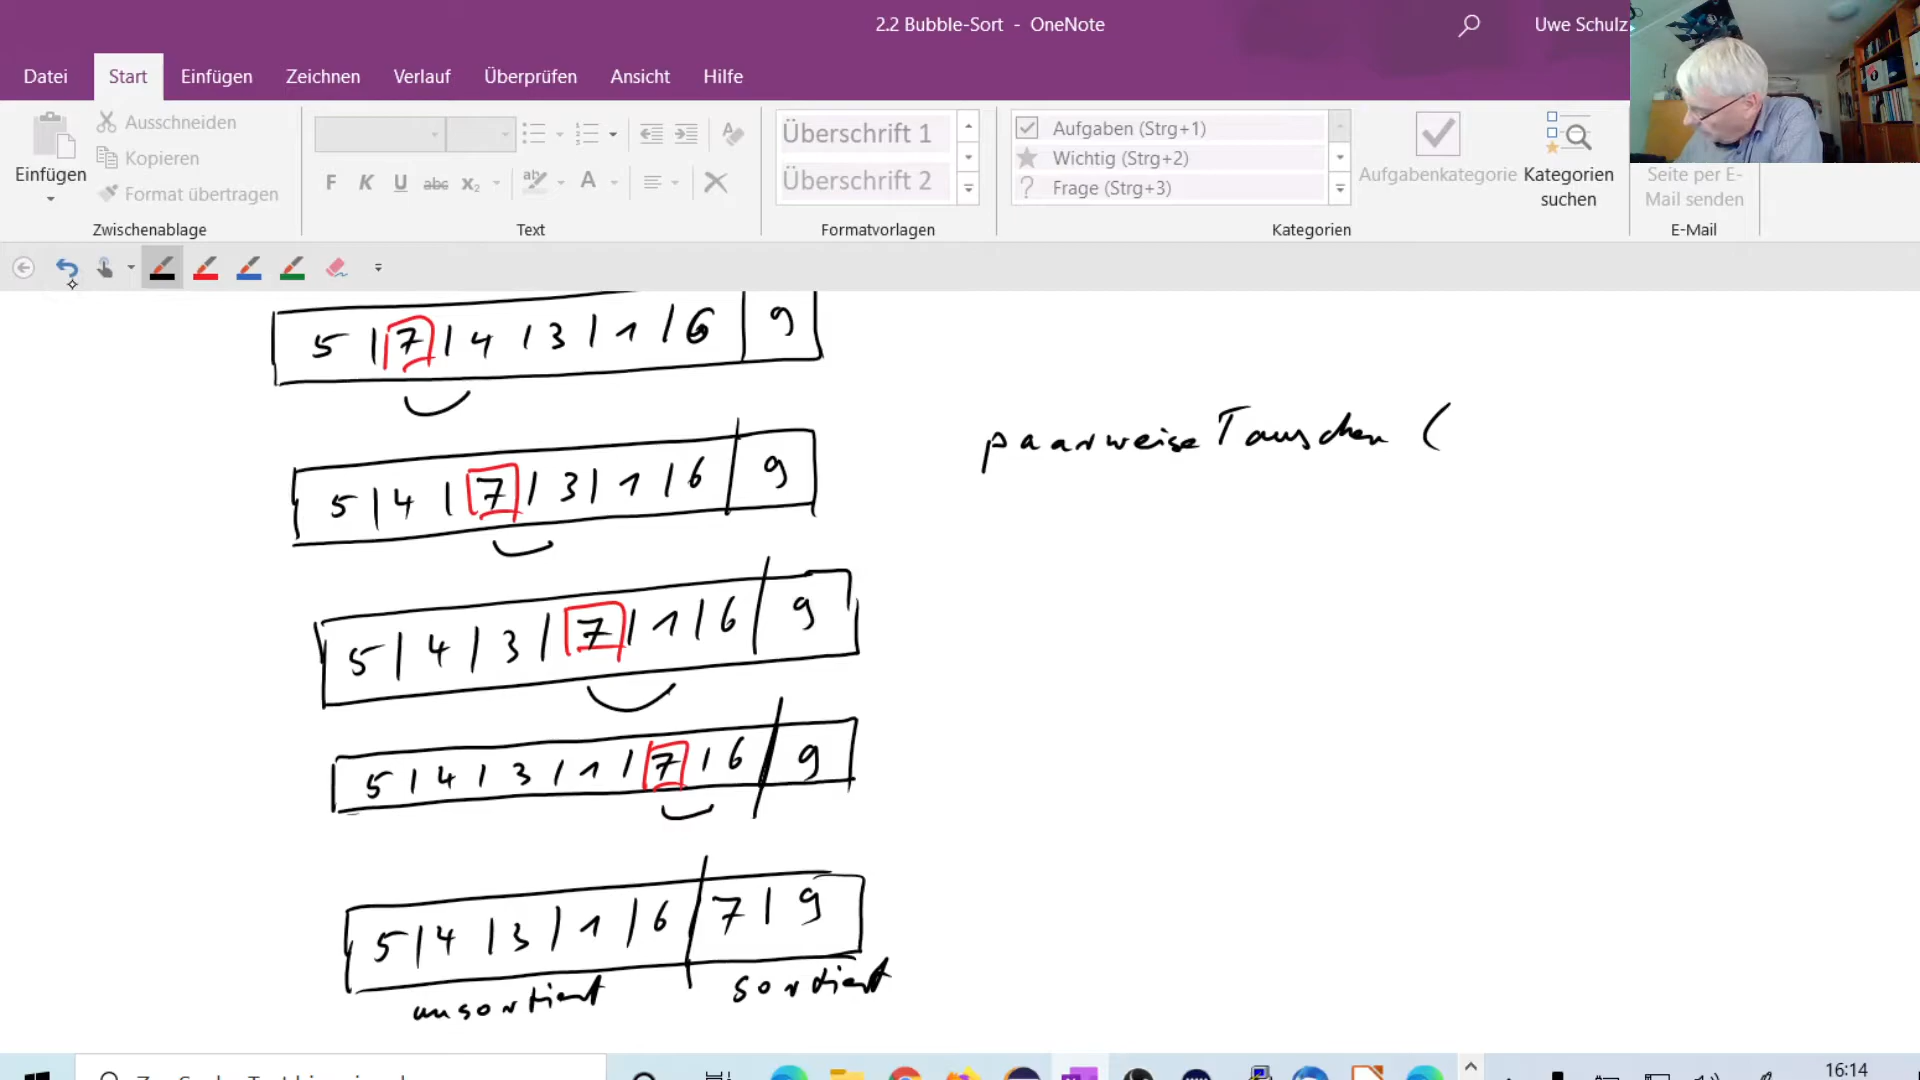 2.2 Bubble-Sort - OneNote
Uwe Schulz
Datei Start Einfügen Zeichnen Verlauf Überprüfen Ansicht Hilfe
Einfügen
Ausschneiden
Kopieren
Format übertragen
Zwischenablage
F K U abc x₂ ab A
Text
Überschrift 1
Überschrift 2
Formatvorlagen
Aufgaben (Strg+1)
Wichtig (Strg+2)
Frage (Strg+3)
Aufgabenkategorie
Kategorien
suchen
Kategorien
Seite per E-
Mail senden
E-Mail
5 | 7 | 4 | 3 | 1 | 6 | 9
paarweise Tauschen (
5 | 4 | 7 | 3 | 1 | 6 | 9
5 | 4 | 3 | 7 | 1 | 6 | 9
5 | 4 | 3 | 1 | 7 | 6 | 9
5 | 4 | 3 | 1 | 6 | 7 | 9
unsortiert sortiert
16:14